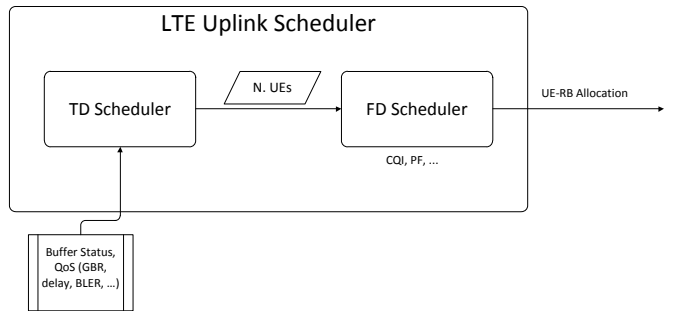 LTE Uplink Scheduler
TD Scheduler
N. UEs
FD Scheduler
UE-RB Allocation
CQI, PF, ...
Buffer Status,
QoS (GBR,
delay, BLER, ...)